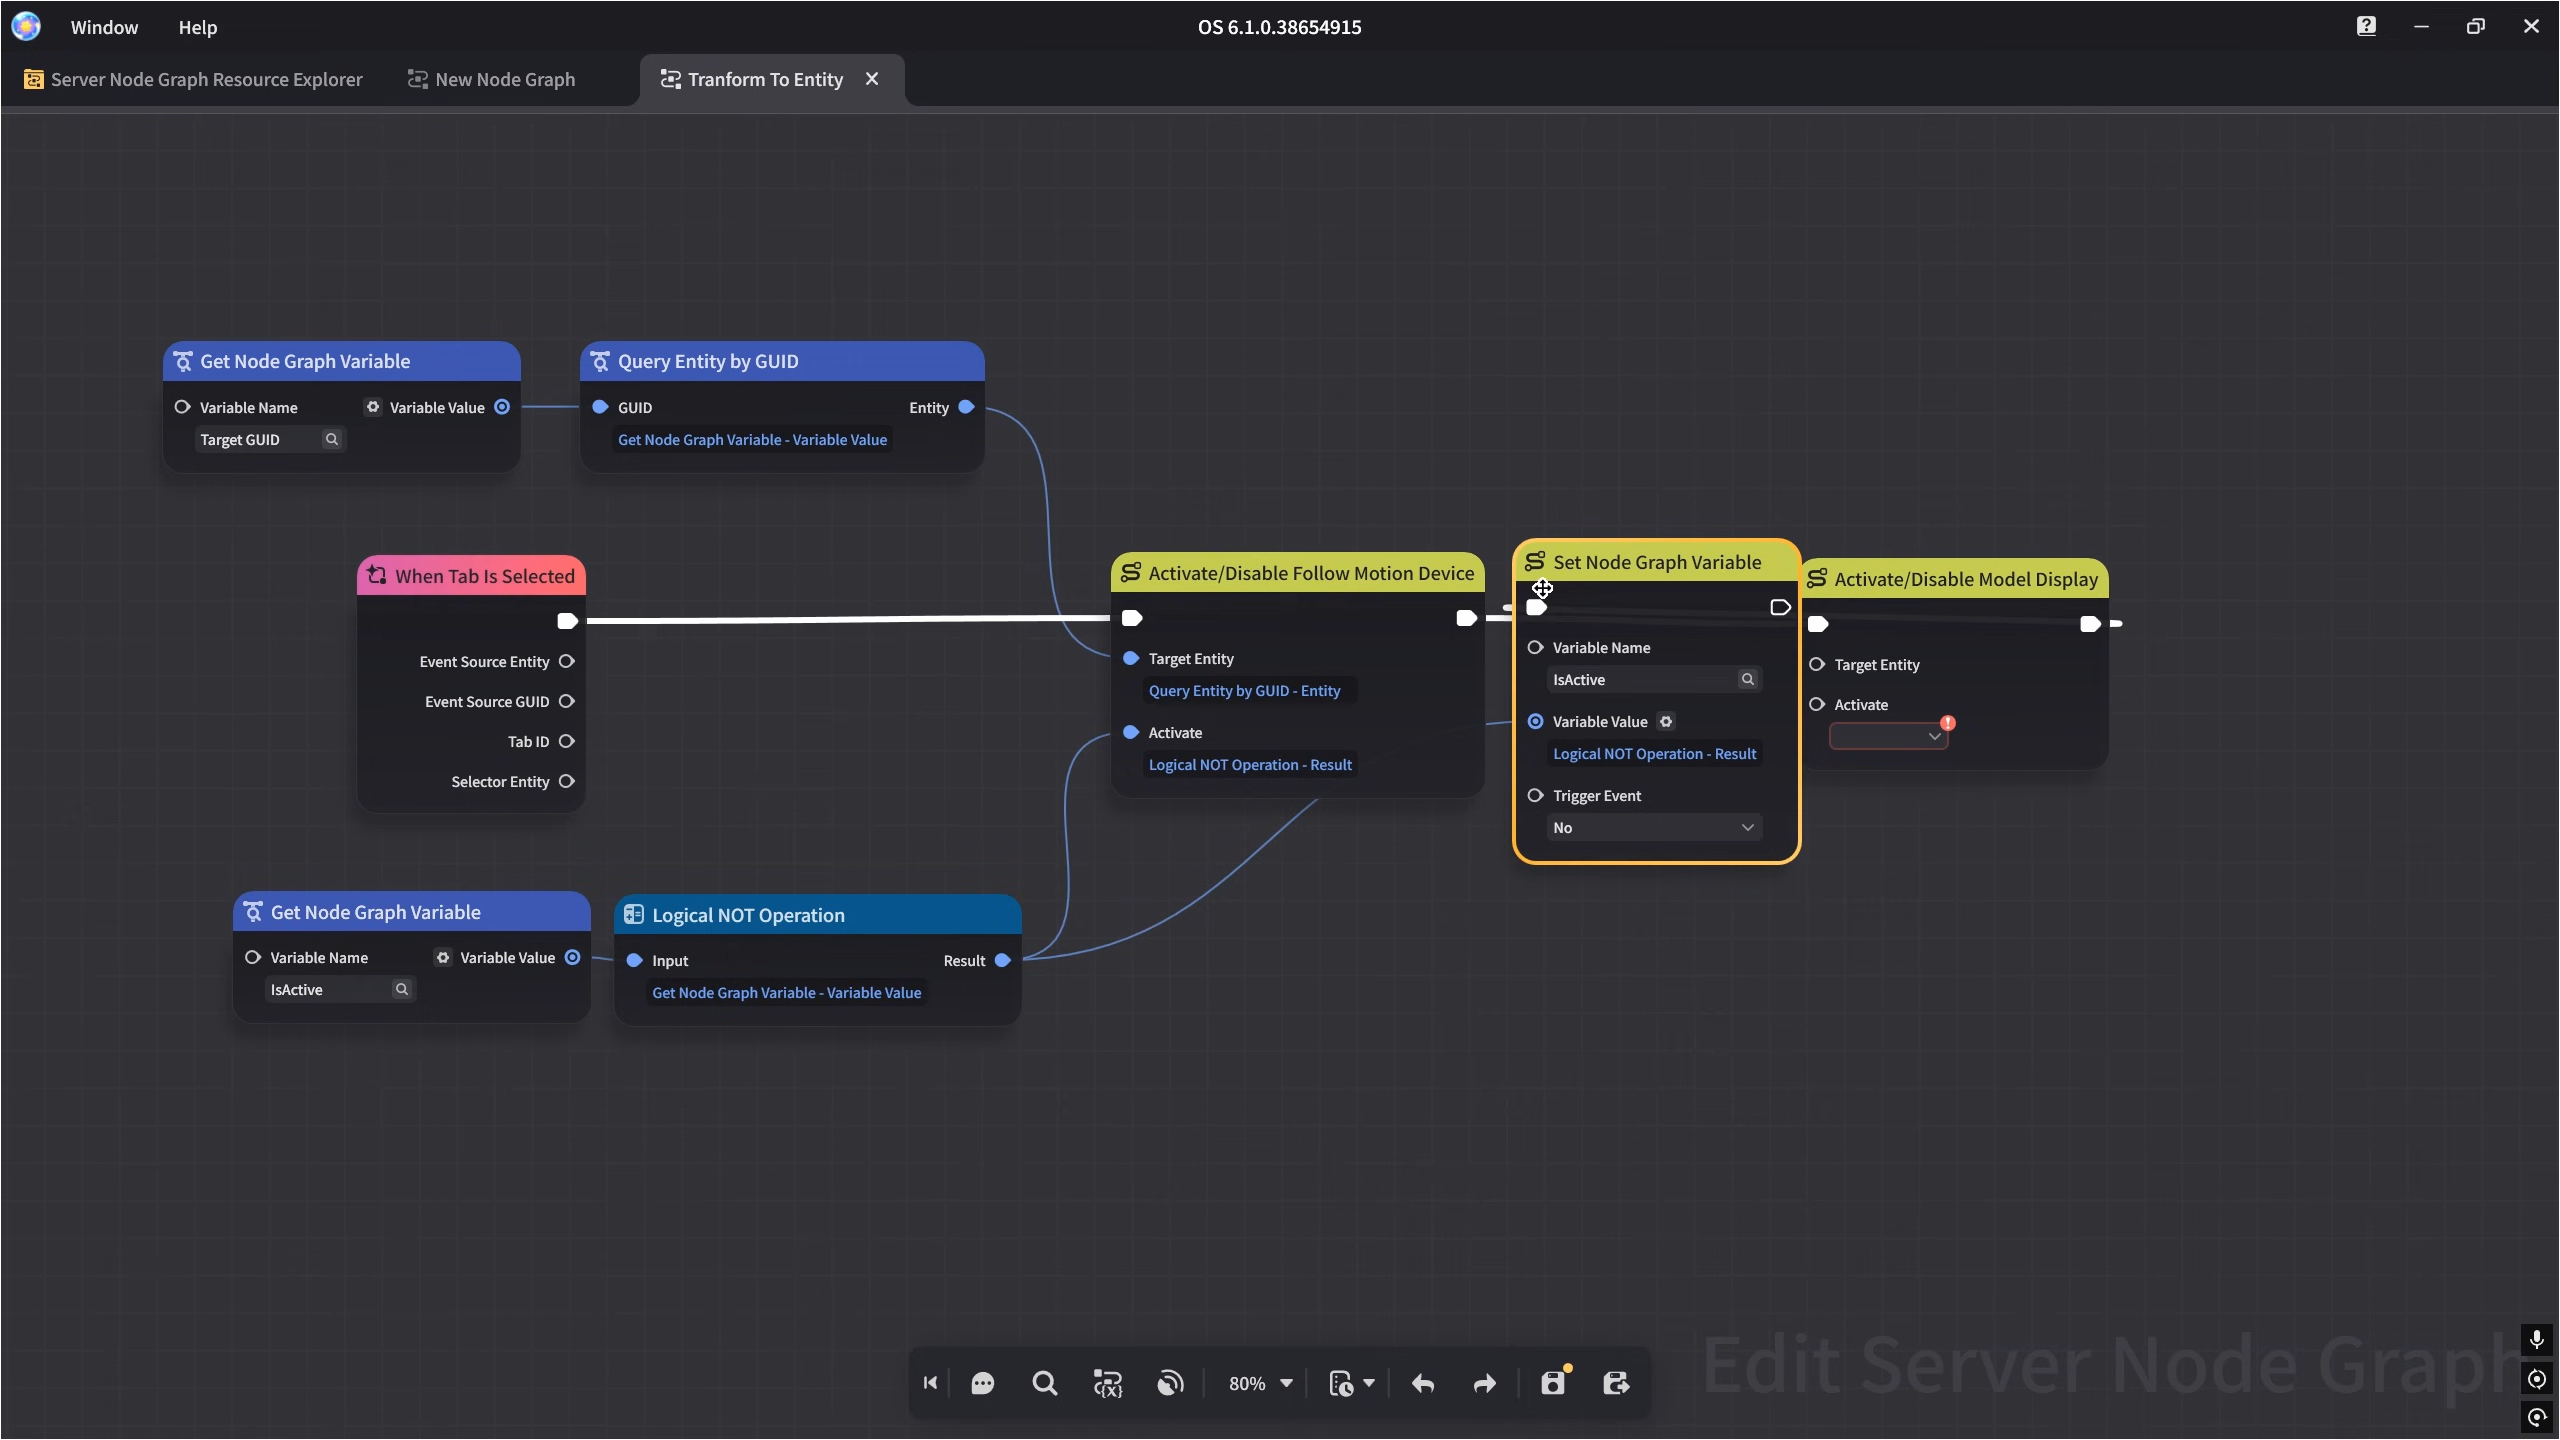 Window Help OS 6.1.0.38654915
Server Node Graph Resource Explorer New Node Graph Tranform To Entity
Get Node Graph Variable
Variable Name Variable Value
Target GUID
Query Entity by GUID
GUID Entity
Get Node Graph Variable - Variable Value
When Tab Is Selected
Event Source Entity
Event Source GUID
Tab ID
Selector Entity
Activate/Disable Follow Motion Device
Target Entity
Query Entity by GUID - Entity
Activate
Logical NOT Operation - Result
Set Node Graph Variable
Variable Name
IsActive
Variable Value
Logical NOT Operation - Result
Trigger Event
No
Activate/Disable Model Display
Target Entity
Activate
Get Node Graph Variable
Variable Name Variable Value
IsActive
Logical NOT Operation
Input Result
Get Node Graph Variable - Variable Value
80%
Edit Server Node Graph